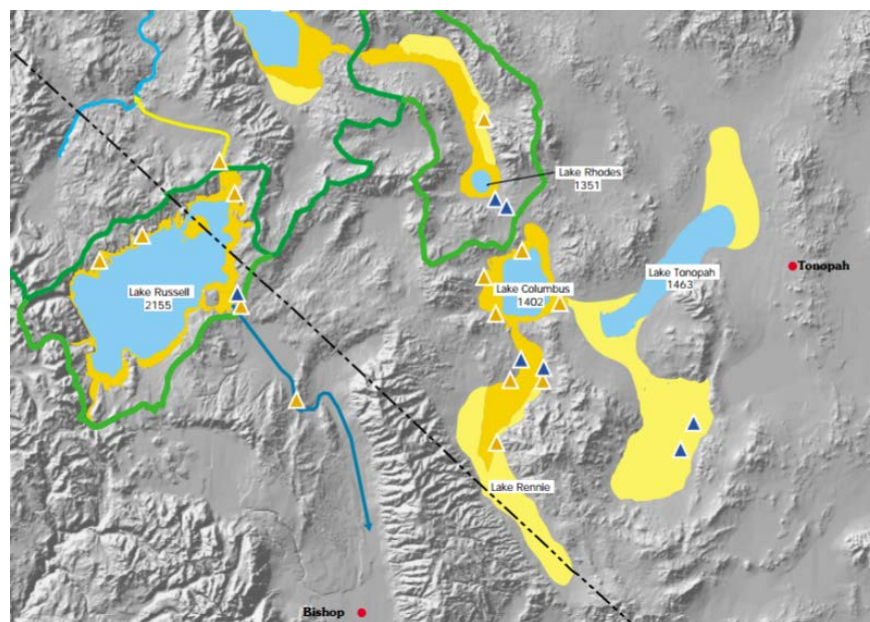 Lake Rhodes
1351
Lake Tonopah
1463
Tonopah
Lake Russell
2155
Lake Columbus
1402
Lake Rennie
Bishop